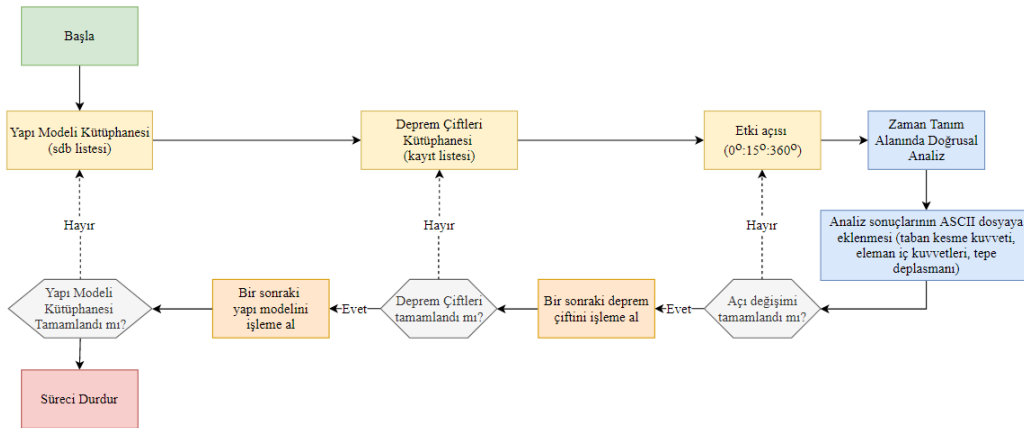 Başla
Yapı Modeli Kütüphanesi
(sdb listesi)
Deprem Çiftleri
Kütüphanesi
(kayıt listesi)
Etki açısı
(0⁰:15⁰:360⁰)
Zaman Tanım
Alanında Doğrusal
Analiz
Analiz sonuçlarının ASCII dosyaya
eklenmesi (taban kesme kuvveti,
eleman iç kuvvetleri, tepe
deplasmanı)
Hayır
Hayır
Hayır
Yapı Modeli
Kütüphanesi
Tamamlandı mı?
Bir sonraki
yapı modelini
işleme al
Evet
Deprem Çiftleri
tamamlandı mı?
Bir sonraki deprem
çiftini işleme al
Evet
Açı değişimi
tamamlandı mı?
Süreci Durdur